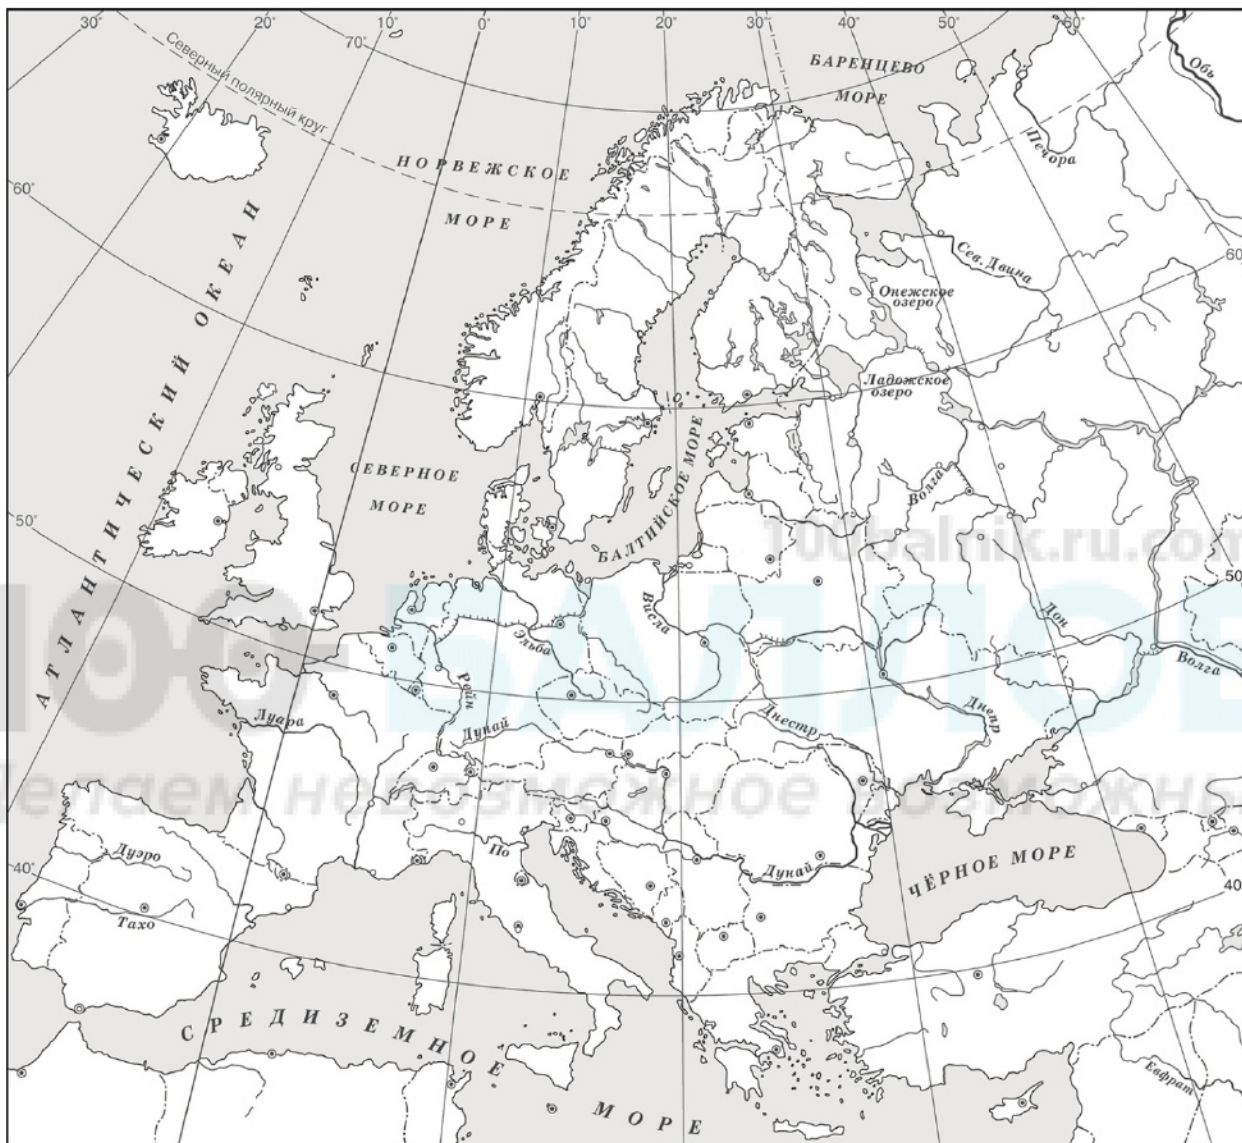 30° 20° 10° 0° 10° 20° 30° 40° 50° 60°
70°
Северный полярный круг
БАРЕНЦЕВО
МОРЕ
Обь
Печора
НОРВЕЖСКОЕ
МОРЕ
60°
АТЛАНТИЧЕСКИЙ ОКЕАН
Сев. Двина
60
Онежское
озеро
Ладожское
озеро
СЕВЕРНОЕ
МОРЕ
БАЛТИЙСКОЕ МОРЕ
Волга
50°
100balnik.ru.com
50
100 БАЛЛОВ
Висла
Эльба
Дон
Волга
Рейн
Луара
Дунай
Днестр
Днепр
Делаем невозможное возможным
По
Дуэро
40°
Тахо
Дунай
ЧЁРНОЕ МОРЕ
40
СРЕДИЗЕМНОЕ
МОРЕ
Евфрат